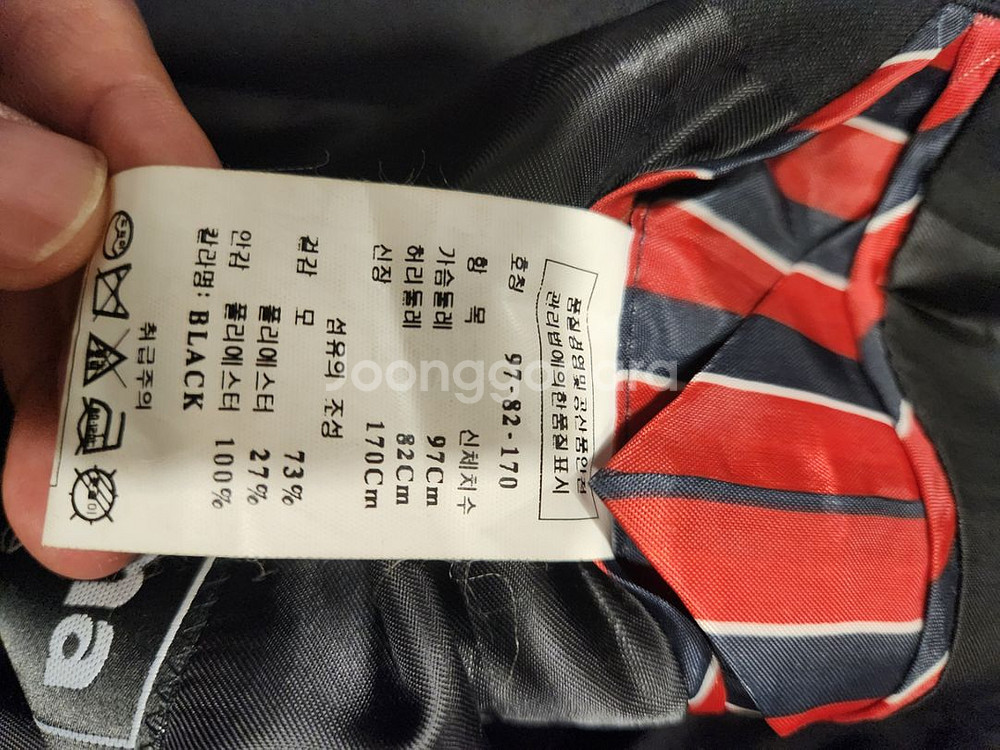 품질경영및 공산품안전
관리법에의한품질표시
호칭 97-82-170
항 목 신체치수
가슴둘레 97Cm
허리둘레 82Cm
신장 170Cm
섬유의 조성
겉감 모 73%
폴리에스터 27%
안감 폴리에스터 100%
칼라명: BLACK
취급주의
드라이